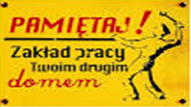 PAMIĘTAJ!
Zakład pracy
Twoim drugim
domem